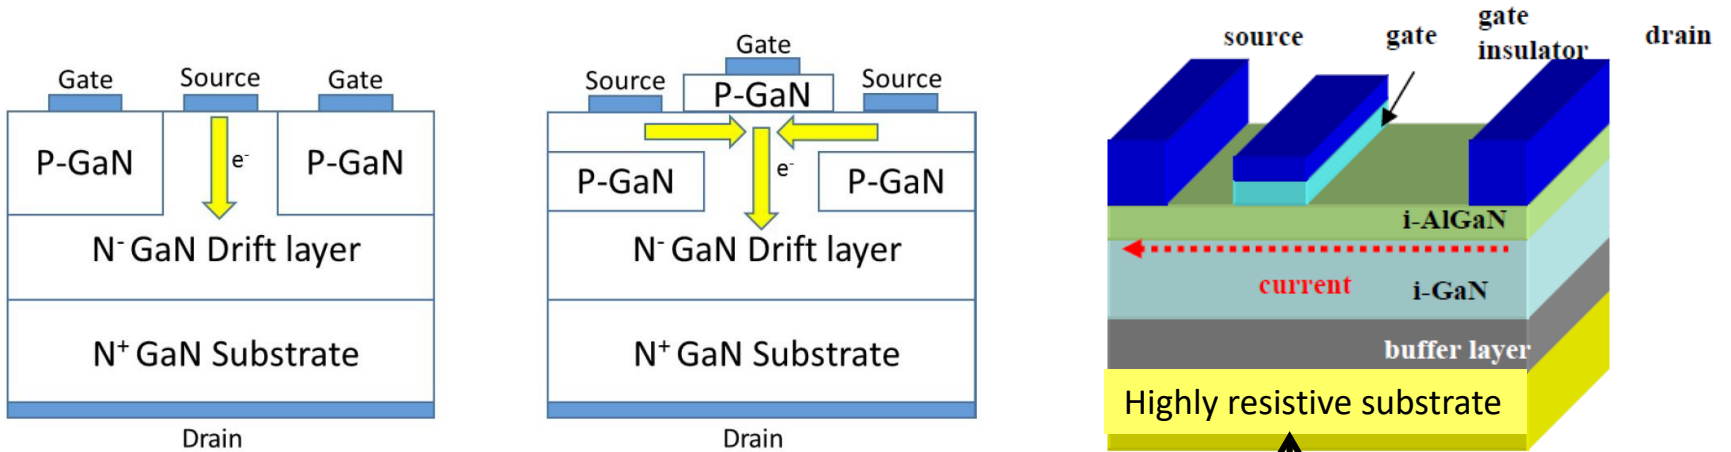 Gate
Source
Gate
P-GaN
e⁻
P-GaN
N⁻ GaN Drift layer
N⁺ GaN Substrate
Drain
Gate
Source
P-GaN
Source
P-GaN
e⁻
P-GaN
N⁻ GaN Drift layer
N⁺ GaN Substrate
Drain
source
gate
gate
insulator
drain
i-AlGaN
current
i-GaN
buffer layer
Highly resistive substrate